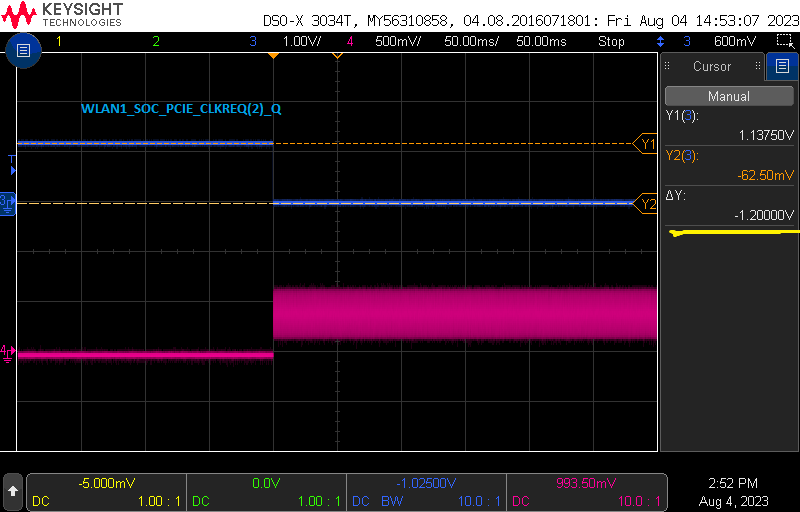 KEYSIGHT
TECHNOLOGIES
DSO-X 3034T, MY56310858, 04.08.2016071801: Fri Aug 04 14:53:07 2023
1 2 3 1.00V/ 4 500mV/ 50.00ms/ 50.00ms Stop 3 600mV
Cursor
Manual
WLAN1_SOC_PCIE_CLKREQ(2)_Q
Y1(3):
1.13750V
Y2(3):
-62.50mV
ΔY:
-1.20000V
T
Y1
3
Y2
4
-5.000mV 0.0V -1.02500V 993.50mV
DC 1.00 : 1 DC 1.00 : 1 DC BW 10.0 : 1 DC 10.0 : 1
2:52 PM
Aug 4, 2023